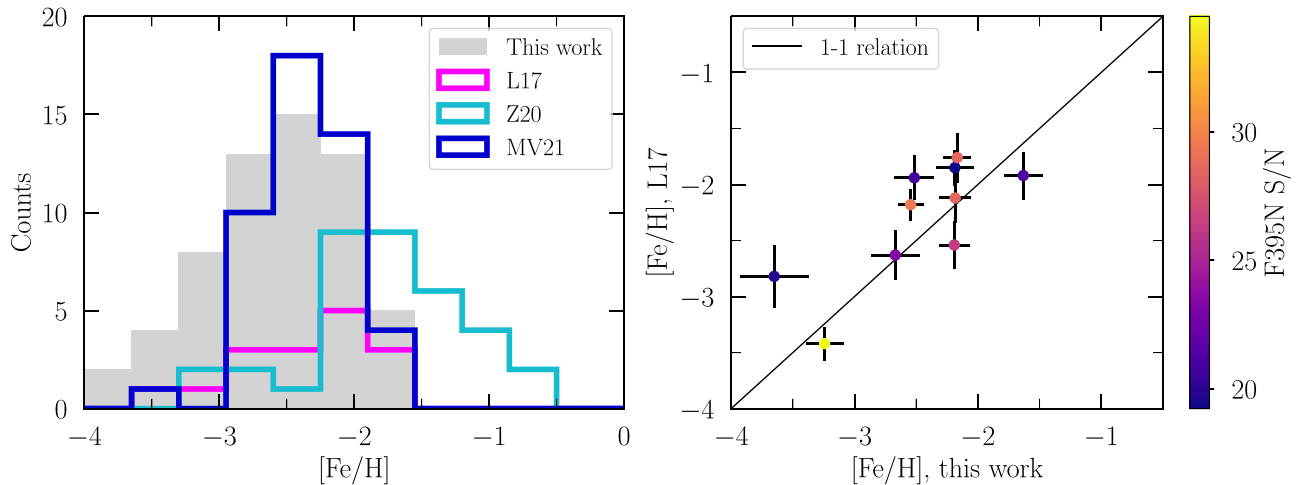 20
15
10
5
0
Counts
−4
−3
−2
−1
0
[Fe/H]
This work
L17
Z20
MV21
1-1 relation
−1
−2
−3
−4
[Fe/H], L17
−4
−3
−2
−1
[Fe/H], this work
30
25
20
F395N S/N